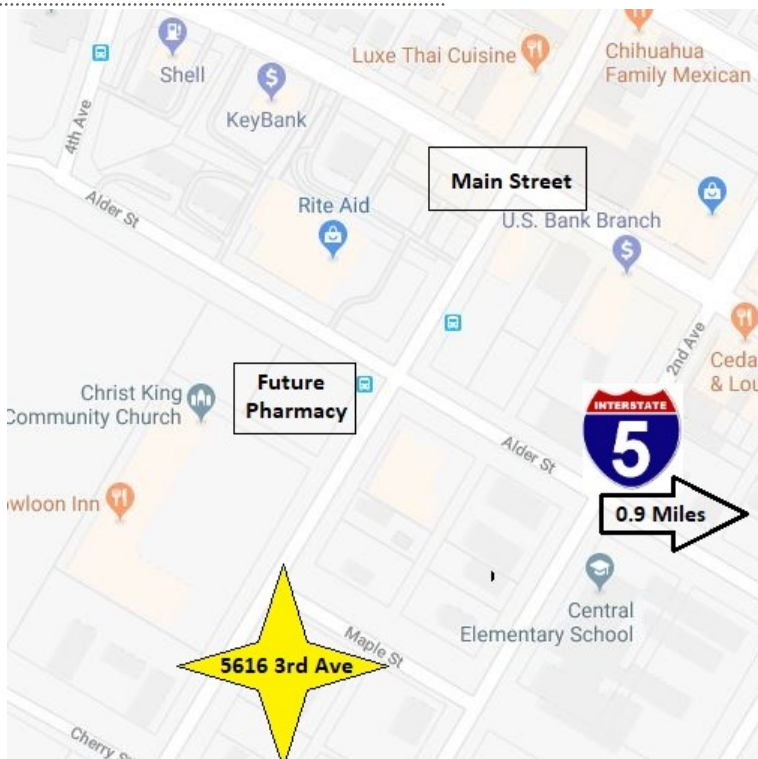 Luxe Thai Cuisine
Chihuahua
Family Mexican
Shell
KeyBank
4th Ave
Main Street
Alder St
Rite Aid
U.S. Bank Branch
2nd Ave
Ceda
& Lou
Future
Pharmacy
Christ King
Community Church
INTERSTATE
5
Alder St
owloon Inn
0.9 Miles
Central
Elementary School
Maple St
5616 3rd Ave
Cherry S